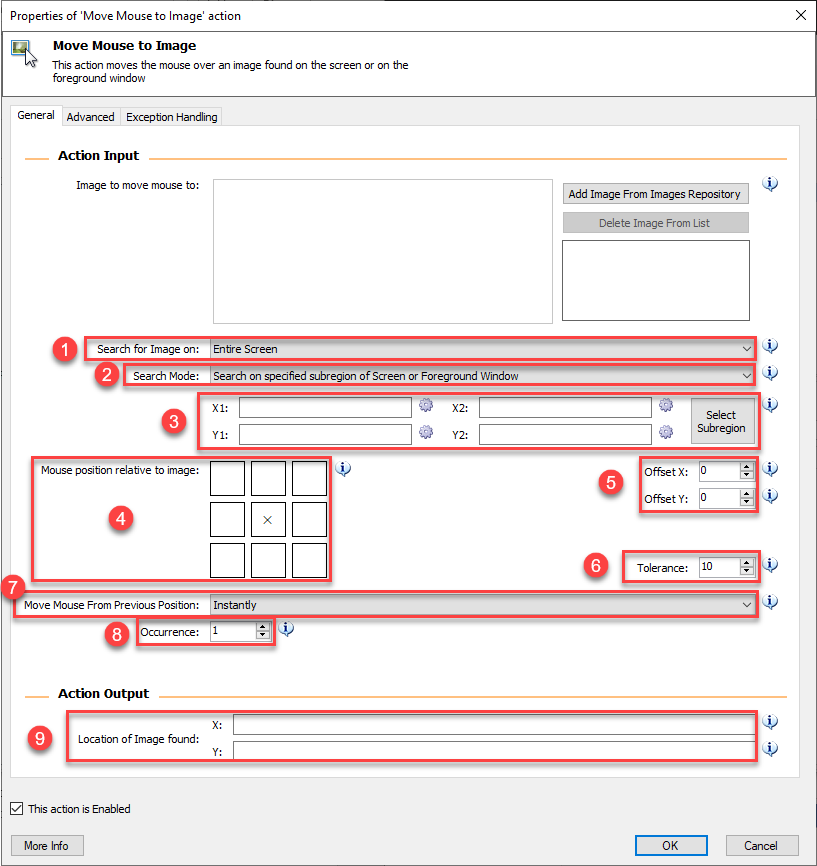 Properties of 'Move Mouse to Image' action
Move Mouse to Image
This action moves the mouse over an image found on the screen or on the
foreground window
General Advanced Exception Handling
Action Input
Image to move mouse to:
Add Image From Images Repository
Delete Image From List
1 Search for Image on: Entire Screen
2 Search Mode: Search on specified subregion of Screen or Foreground Window
3
X1: X2:
Y1: Y2:
Select
Subregion
4 Mouse position relative to image:
5
Offset X: 0
Offset Y: 0
6 Tolerance: 10
7 Move Mouse From Previous Position: Instantly
8 Occurrence: 1
Action Output
9 Location of Image found:
X:
Y:
This action is Enabled
More Info OK Cancel